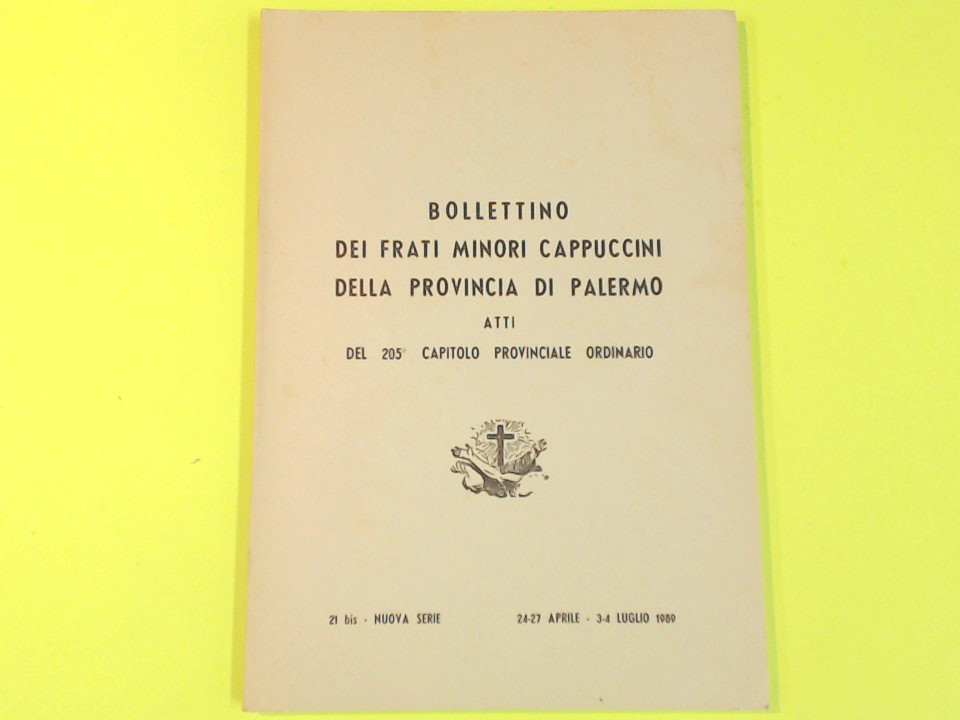 BOLLETTINO
DEI FRATI MINORI CAPPUCCINI
DELLA PROVINCIA DI PALERMO
ATTI
DEL 205° CAPITOLO PROVINCIALE ORDINARIO
21 bis - NUOVA SERIE 24-27 APRILE - 3-4 LUGLIO 1989